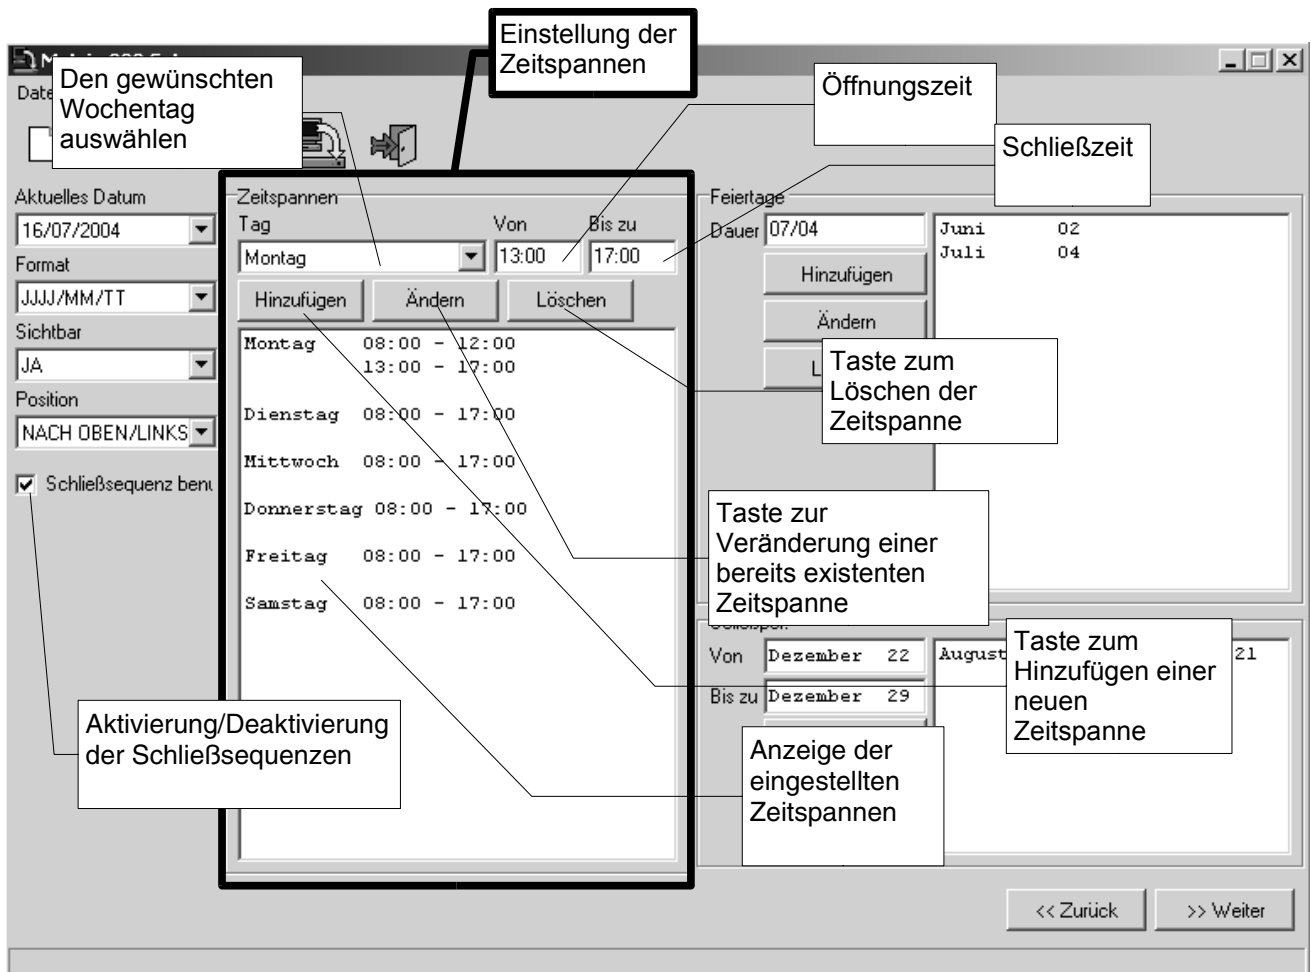 Einstellung der
Zeitspannen
Den gewünschten
Wochentag
auswählen
Öffnungszeit
Schließzeit
Aktuelles Datum
16/07/2004
Format
JJJJ/MM/TT
Sichtbar
JA
Position
NACH OBEN/LINKS
Schließsequenz
Zeitspannen
Tag
Von
Bis zu
Montag
13:00
17:00
Hinzufügen
Ändern
Löschen
Montag 08:00 - 12:00
13:00 - 17:00
Dienstag 08:00 - 17:00
Mittwoch 08:00 - 17:00
Donnerstag 08:00 - 17:00
Freitag 08:00 - 17:00
Samstag 08:00 - 17:00
Feiertage
Dauer 07/04
Hinzufügen
Ändern
Juni 02
Juli 04
Taste zum
Löschen der
Zeitspanne
Taste zur
Veränderung einer
bereits existenten
Zeitspanne
Von Dezember 22
Bis zu Dezember 29
August
21
Taste zum
Hinzufügen einer
neuen
Zeitspanne
Aktivierung/Deaktivierung
der Schließsequenzen
Anzeige der
eingestellten
Zeitspannen
<< Zurück
>> Weiter